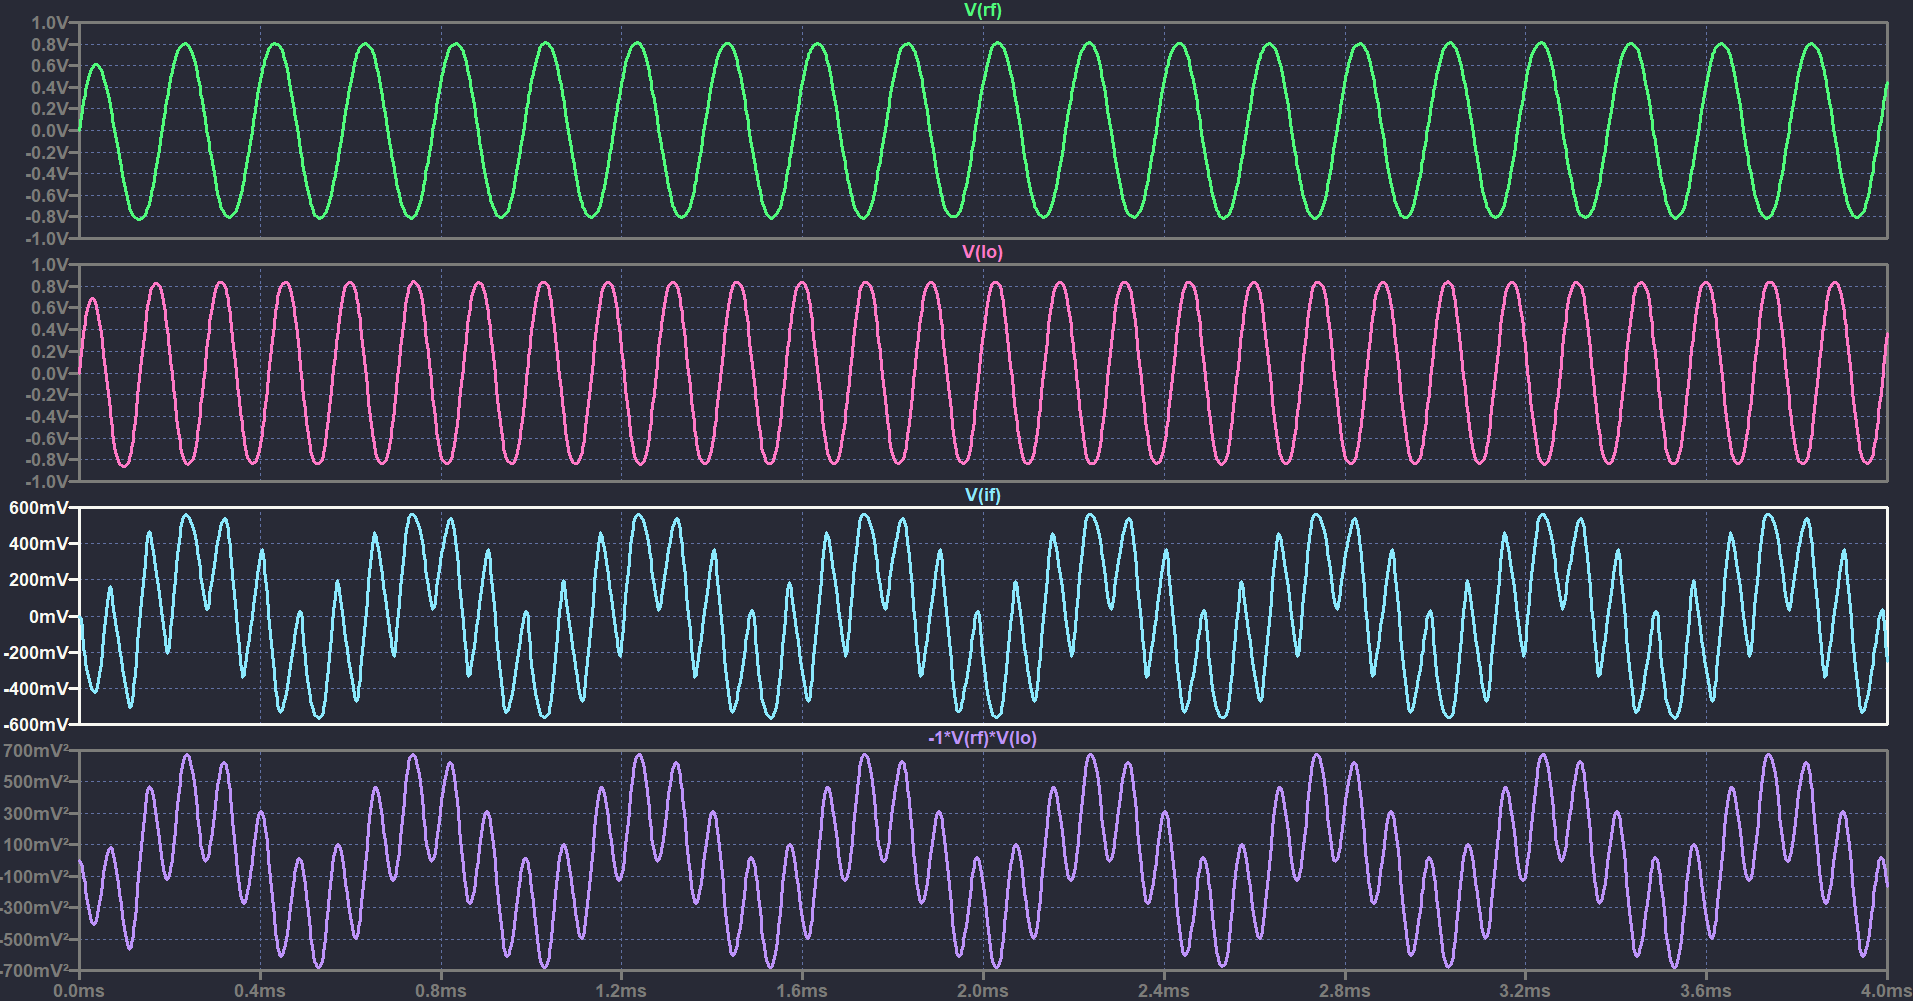 V(rf)
1.0V
0.8V
0.6V
0.4V
0.2V
0.0V
-0.2V
-0.4V
-0.6V
-0.8V
-1.0V
V(lo)
1.0V
0.8V
0.6V
0.4V
0.2V
0.0V
-0.2V
-0.4V
-0.6V
-0.8V
-1.0V
V(if)
600mV
400mV
200mV
0mV
-200mV
-400mV
-600mV
-1*V(rf)*V(lo)
700mV²
500mV²
300mV²
100mV²
-100mV²
-300mV²
-500mV²
-700mV²
0.0ms 0.4ms 0.8ms 1.2ms 1.6ms 2.0ms 2.4ms 2.8ms 3.2ms 3.6ms 4.0ms